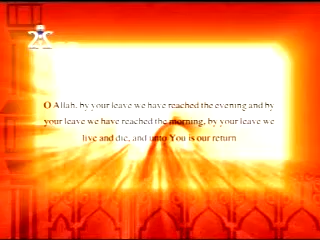 O Allah, by your leave we have reached the evening and by
your leave we have reached the morning, by your leave we
live and die, and unto You is our return